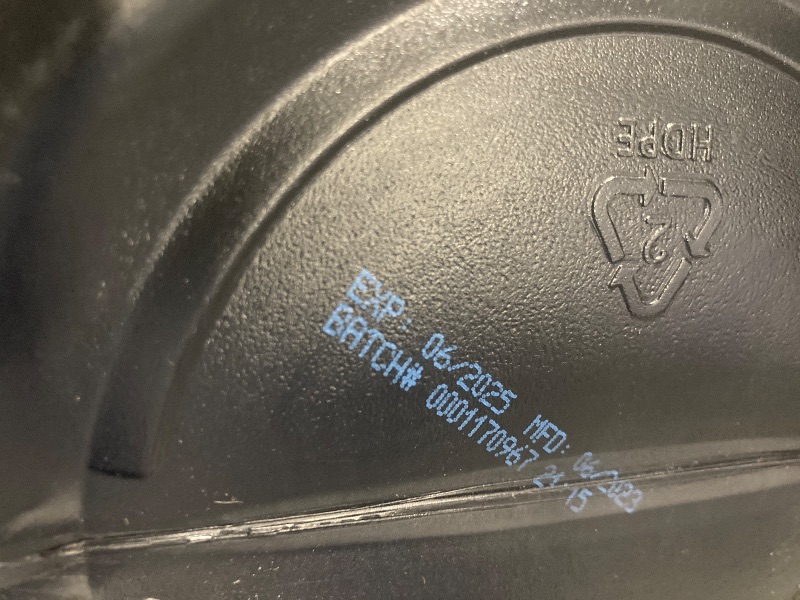 HDPE
2
EXP: 06/2025 MFD: 06/2023
BATCH# 0001170967 21:15